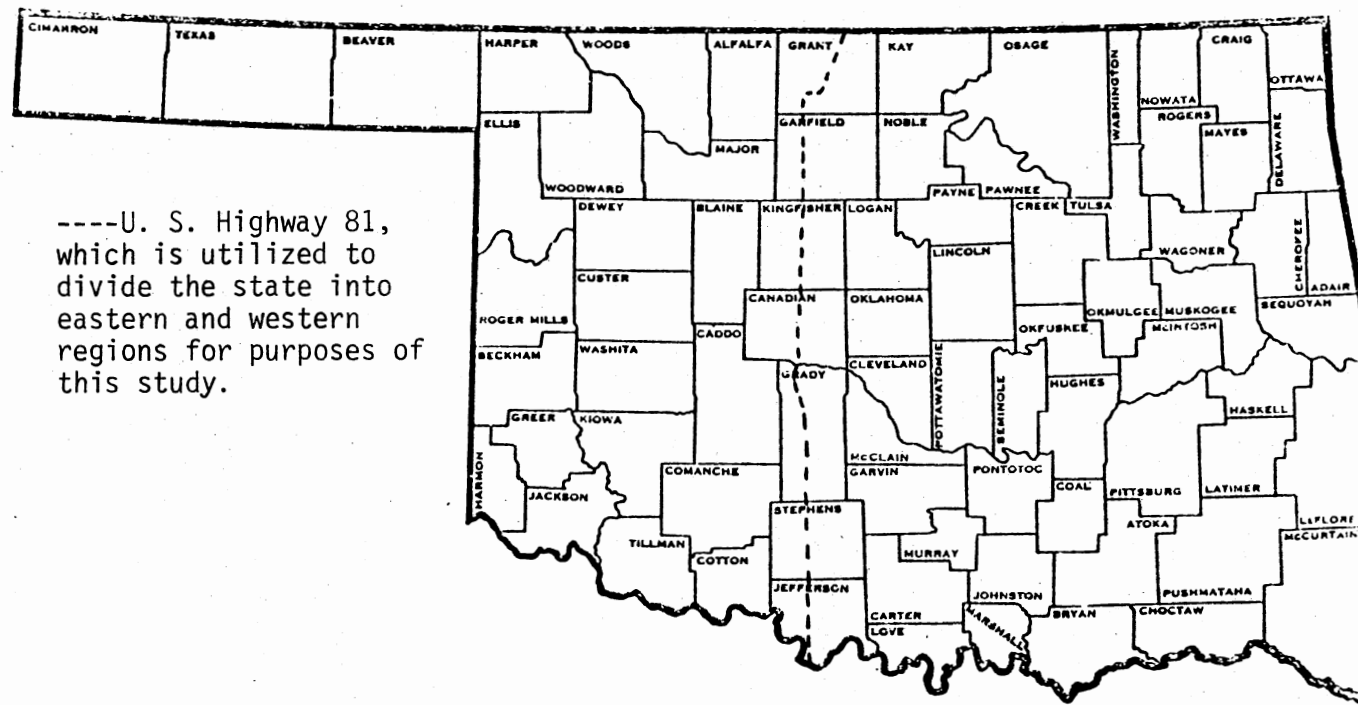 CIMARRON
TEXAS
BEAVER
HARPER
WOODS
ALFALFA
GRANT
KAY
OSAGE
WASHINGTON
CRAIG
OTTAWA
NOWATA
ROGERS
MAYES
DELAWARE
ELLIS
WOODWARD
MAJOR
GARFIELD
NOBLE
PAYNE
PAWNEE
----U. S. Highway 81,
which is utilized to
divide the state into
eastern and western
regions for purposes of
this study.
DEWEY
BLAINE
KINGFISHER
LOGAN
CREEK
TULSA
LINCOLN
WAGONER
CHEROKEE
ADAIR
CUSTER
CANADIAN
OKLAHOMA
OKMULGEE
MUSKOGEE
SEQUOYAH
ROGER MILLS
CADDO
OKFUSKEE
McINTOSH
BECKHAM
WASHITA
GRADY
CLEVELAND
POTTAWATOMIE
SEMINOLE
HUGHES
HASKELL
GREER
KIOWA
HARMON
JACKSON
COMANCHE
McCLAIN
GARVIN
PONTOTOC
COAL
PITTSBURG
LATIMER
STEPHENS
ATOKA
LeFLORE
McCURTAIN
TILLMAN
COTTON
MURRAY
JEFFERSON
JOHNSTON
PUSHMATAHA
CARTER
LOVE
MARSHALL
BRYAN
CHOCTAW